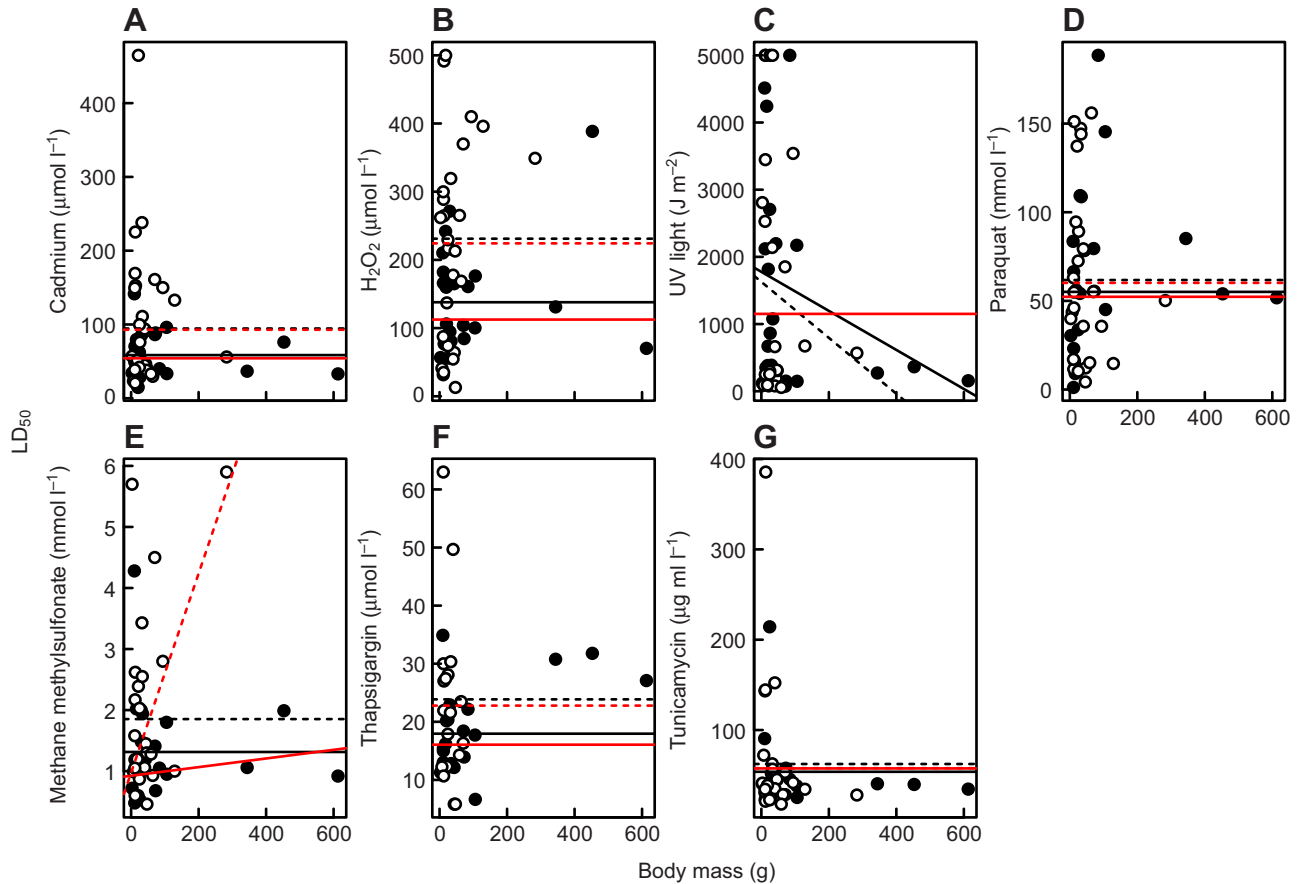 A
B
C
D
Cadmium (μmol l⁻¹)
400
300
200
100
0
H₂O₂ (μmol l⁻¹)
500
400
300
200
100
0
UV light (J m⁻²)
5000
4000
3000
2000
1000
0
Paraquat (mmol l⁻¹)
150
100
50
0
0 200 400 600
LD₅₀
E
F
G
Methane methylsulfonate (mmol l⁻¹)
6
5
4
3
2
1
0 200 400 600
Thapsigargin (μmol l⁻¹)
60
50
40
30
20
10
0 200 400 600
Tunicamycin (μg ml l⁻¹)
400
300
200
100
0
0 200 400 600
Body mass (g)